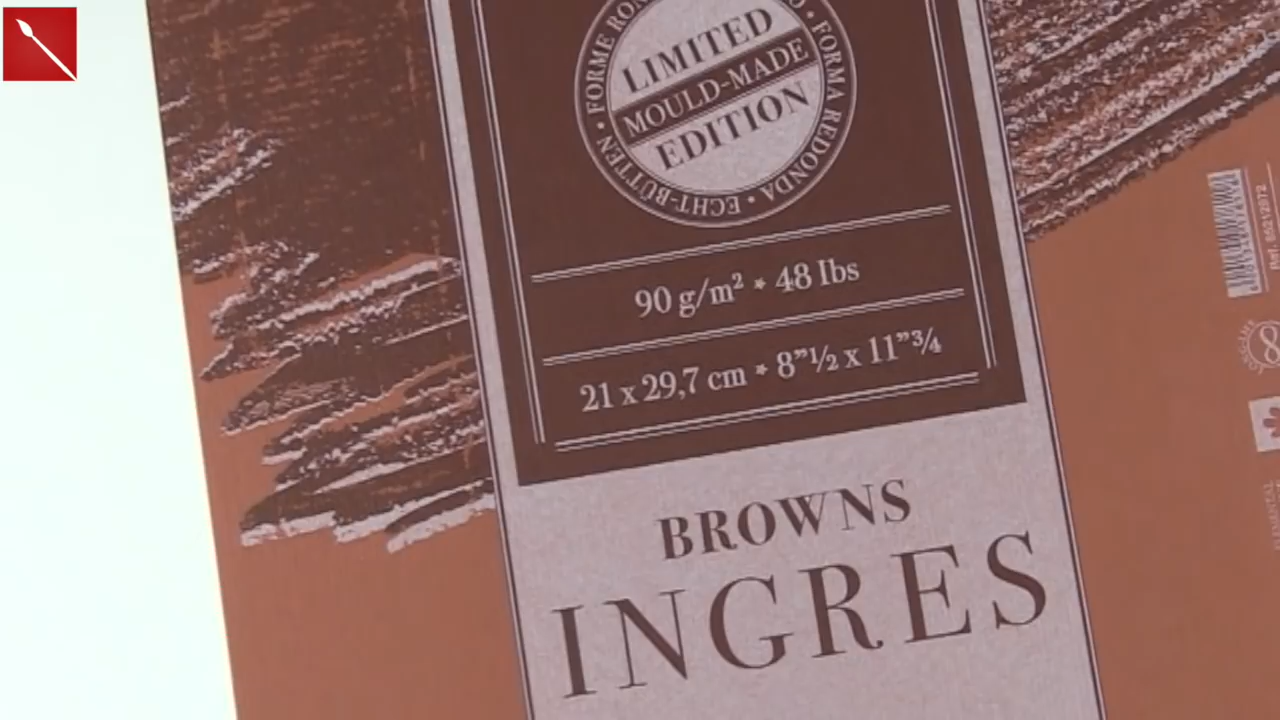 FORME RON
FORMA REDONDA • ECHT-BÜTTEN •
LIMITED
MOULD-MADE
EDITION
90 g/m² * 48 lbs
21 x 29,7 cm * 8”½ x 11”¾
BROWNS
INGRES